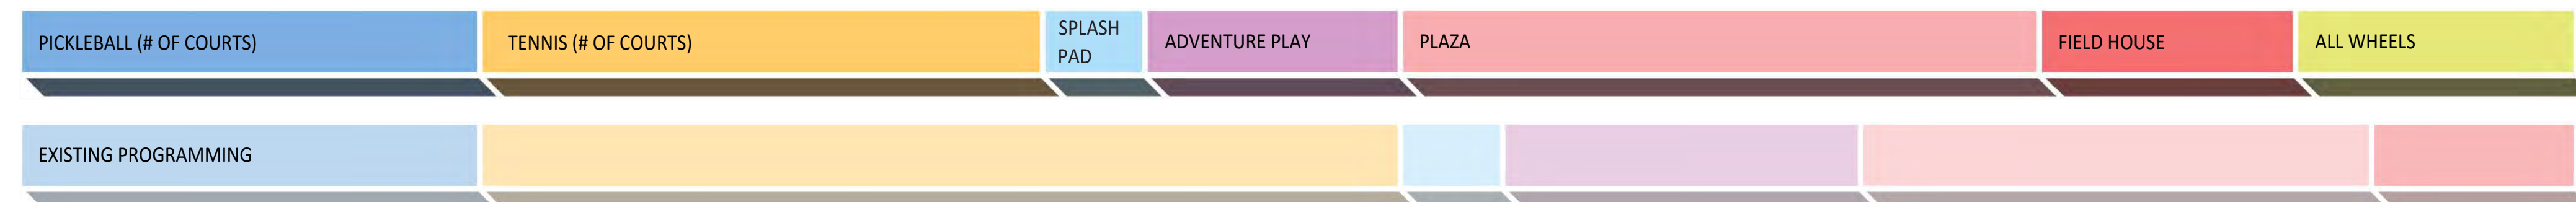 PICKLEBALL (# OF COURTS)
TENNIS (# OF COURTS)
SPLASH
PAD
ADVENTURE PLAY
PLAZA
FIELD HOUSE
ALL WHEELS
EXISTING PROGRAMMING